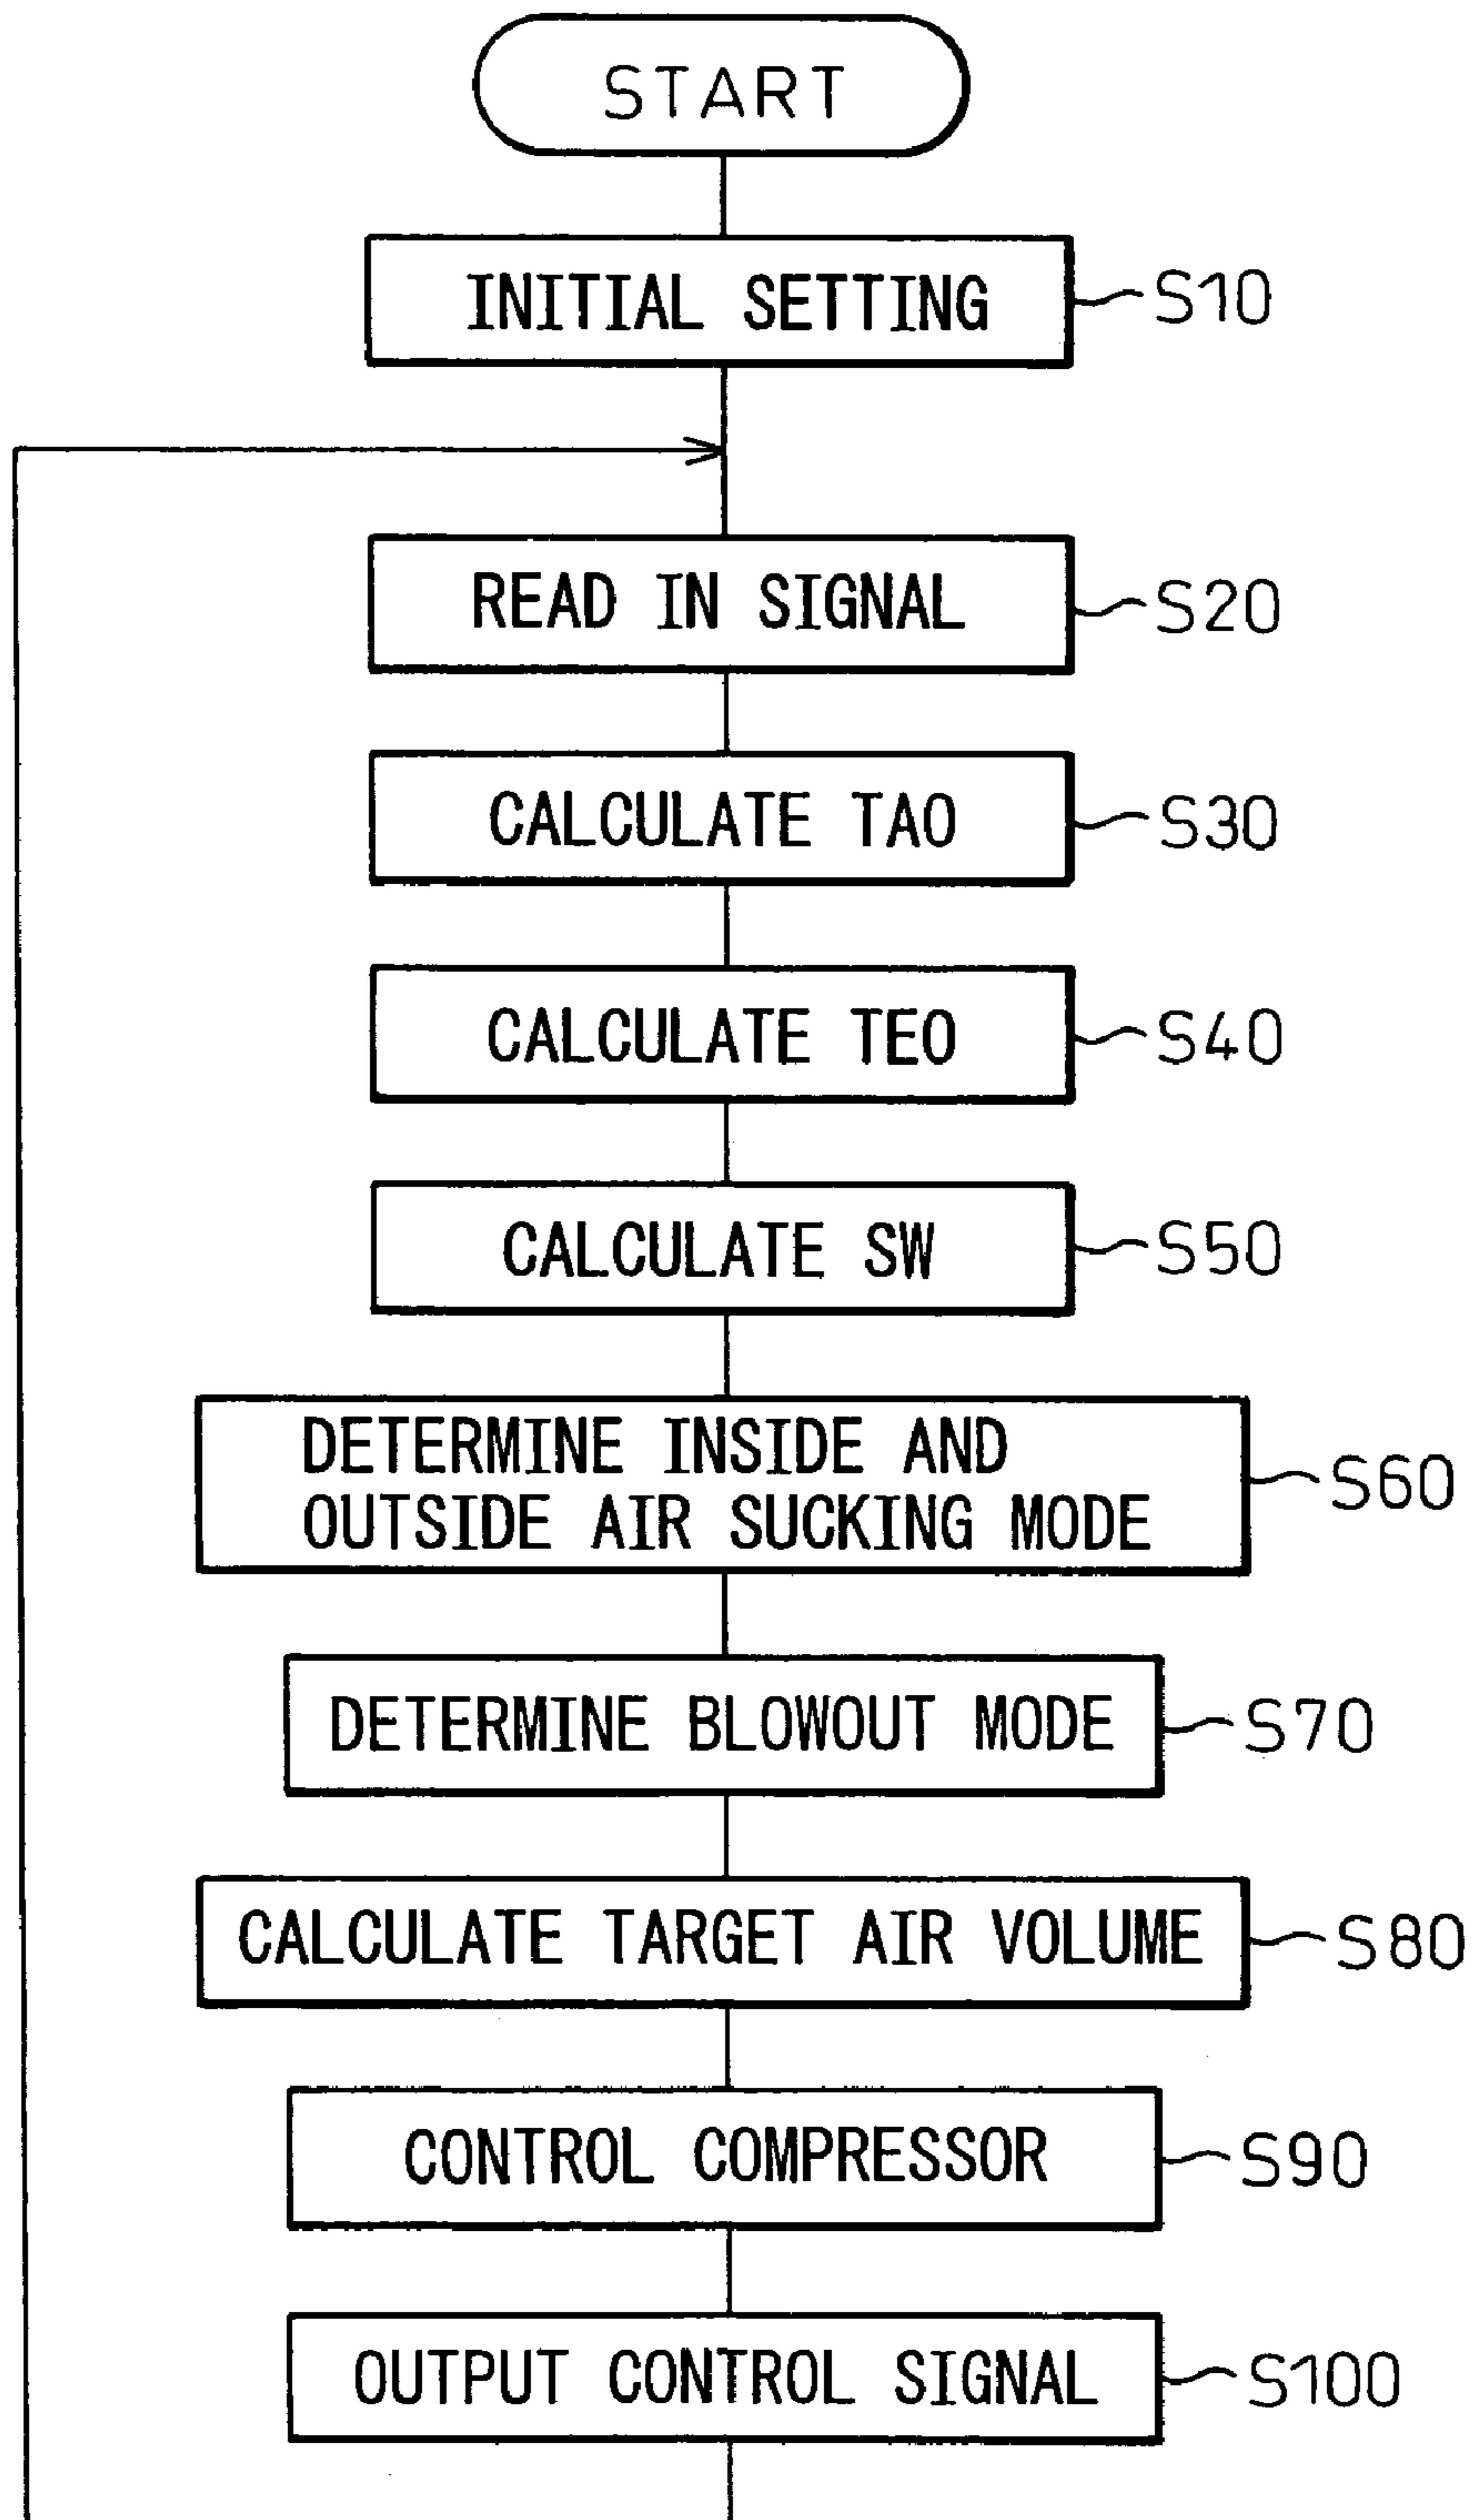 START
INITIAL SETTING
S10
READ IN SIGNAL
S20
CALCULATE TAO
S30
CALCULATE TEO
S40
CALCULATE SW
S50
DETERMINE INSIDE AND
OUTSIDE AIR SUCKING MODE
S60
DETERMINE BLOWOUT MODE
S70
CALCULATE TARGET AIR VOLUME
S80
CONTROL COMPRESSOR
S90
OUTPUT CONTROL SIGNAL
S100